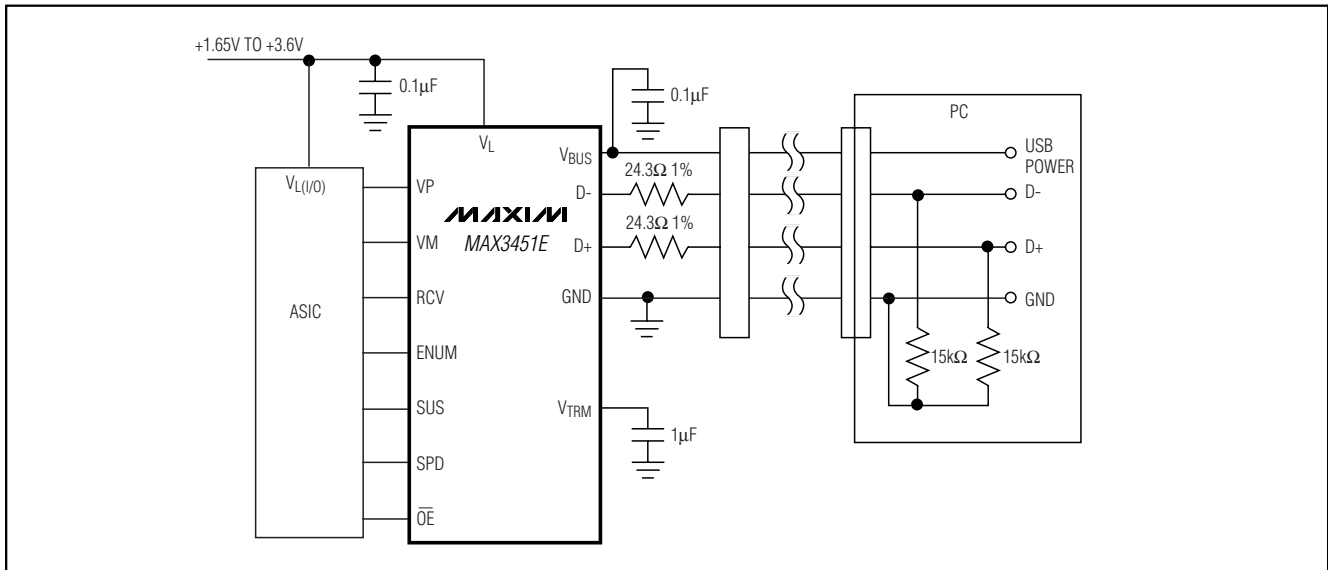 +1.65V TO +3.6V
0.1µF
0.1µF
PC
VL
VBUS
USB
POWER
24.3Ω 1%
VL(I/O)
VP
D-
D-
MAXIM
MAX3451E
24.3Ω 1%
VM
D+
D+
ASIC
RCV
GND
GND
ENUM
15kΩ
15kΩ
SUS
VTRM
1µF
SPD
OE